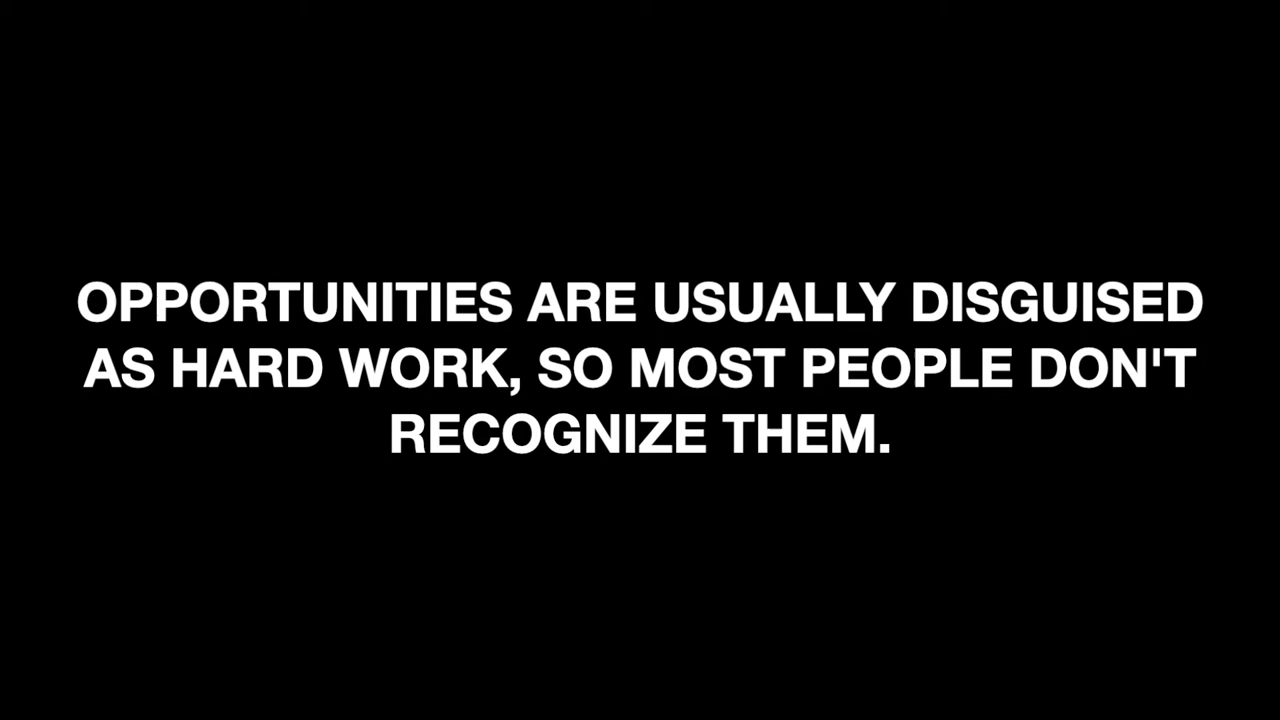 OPPORTUNITIES ARE USUALLY DISGUISED
AS HARD WORK, SO MOST PEOPLE DON'T
RECOGNIZE THEM.